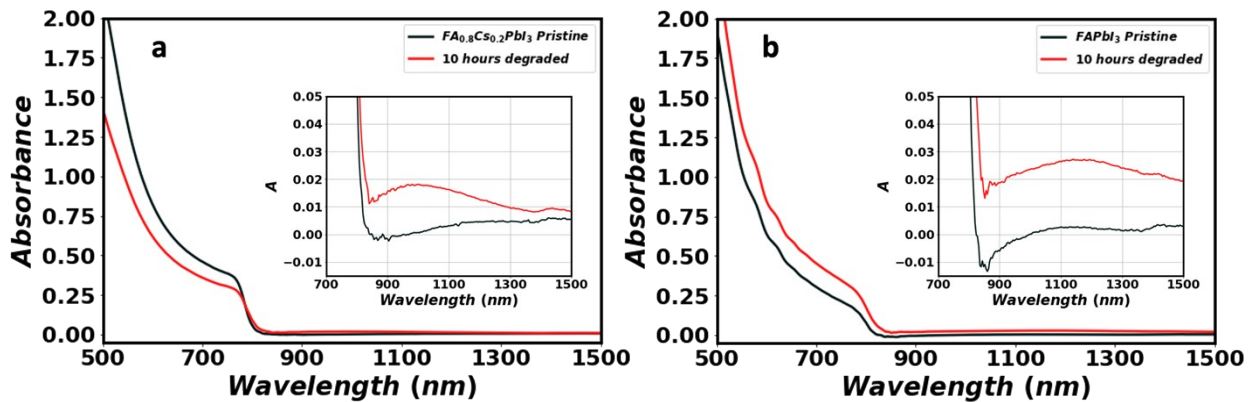 a
FA0.8Cs0.2PbI3 Pristine
10 hours degraded
2.00
1.75
1.50
1.25
1.00
0.75
0.50
0.25
0.00
Absorbance
500 700 900 1100 1300 1500
Wavelength (nm)
0.05
0.04
0.03
0.02
0.01
0.00
−0.01
A
700 900 1100 1300 1500
Wavelength (nm)
b
FAPbI3 Pristine
10 hours degraded
2.00
1.75
1.50
1.25
1.00
0.75
0.50
0.25
0.00
Absorbance
500 700 900 1100 1300 1500
Wavelength (nm)
0.05
0.04
0.03
0.02
0.01
0.00
−0.01
A
700 900 1100 1300 1500
Wavelength (nm)